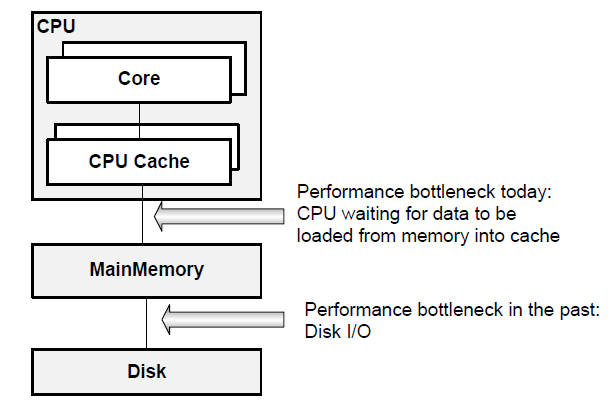 CPU
Core
CPU Cache
Performance bottleneck today:
CPU waiting for data to be
loaded from memory into cache
MainMemory
Performance bottleneck in the past:
Disk I/O
Disk